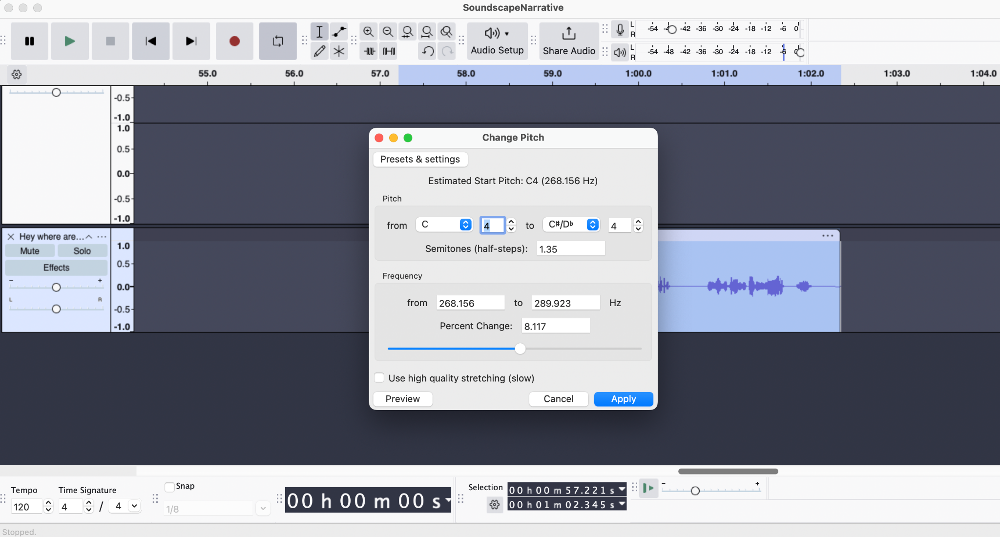 SoundscapeNarrative
Audio Setup
Share Audio
L
R
-54 -4 -42 -36 -30 -24 -18 -12 -6 0
L
R
-54 -48 -42 -36 -30 -24 -18 -12 -6 0
55.0 56.0 57.0 58.0 59.0 1:00.0 1:01.0 1:02.0 1:03.0 1:04.0
-0.5
-1.0
1.0
0.5
0.0
-0.5
-1.0
Hey where are...
Mute Solo
Effects
- +
L R
1.0
0.5
0.0
-0.5
-1.0
Change Pitch
Presets & settings
Estimated Start Pitch: C4 (268.156 Hz)
Pitch
from C 4 to C#/D♭ 4
Semitones (half-steps): 1.35
Frequency
from 268.156 to 289.923 Hz
Percent Change: 8.117
Use high quality stretching (slow)
Preview Cancel Apply
Tempo
120
Time Signature
4 / 4
Snap
1/8
00 h 00 m 00 s
Selection
00 h 00 m 57.221 s
00 h 01 m 02.345 s
- +
Stopped.